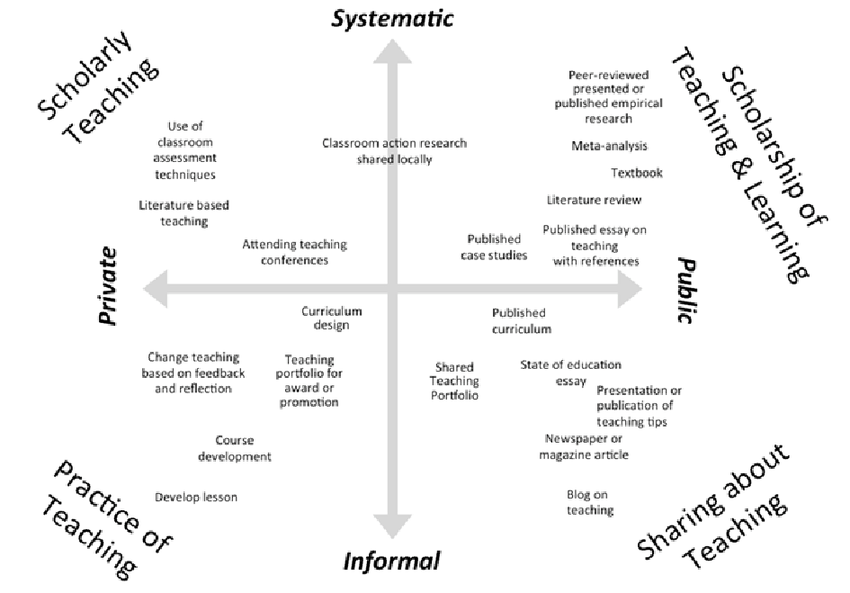 Systematic
Scholarly
Teaching
Scholarship of
Teaching & Learning
Peer-reviewed
presented or
published empirical
research
Use of
classroom
assessment
techniques
Classroom action research
shared locally
Meta-analysis
Textbook
Literature based
teaching
Literature review
Attending teaching
conferences
Published
case studies
Published essay on
teaching
with references
Private
Public
Curriculum
design
Published
curriculum
Change teaching
based on feedback
and reflection
Teaching
portfolio for
award or
promotion
Shared
Teaching
Portfolio
State of education
essay
Presentation or
publication of
teaching tips
Course
development
Newspaper or
magazine article
Develop lesson
Blog on
teaching
Practice of
Teaching
Sharing about
Teaching
Informal